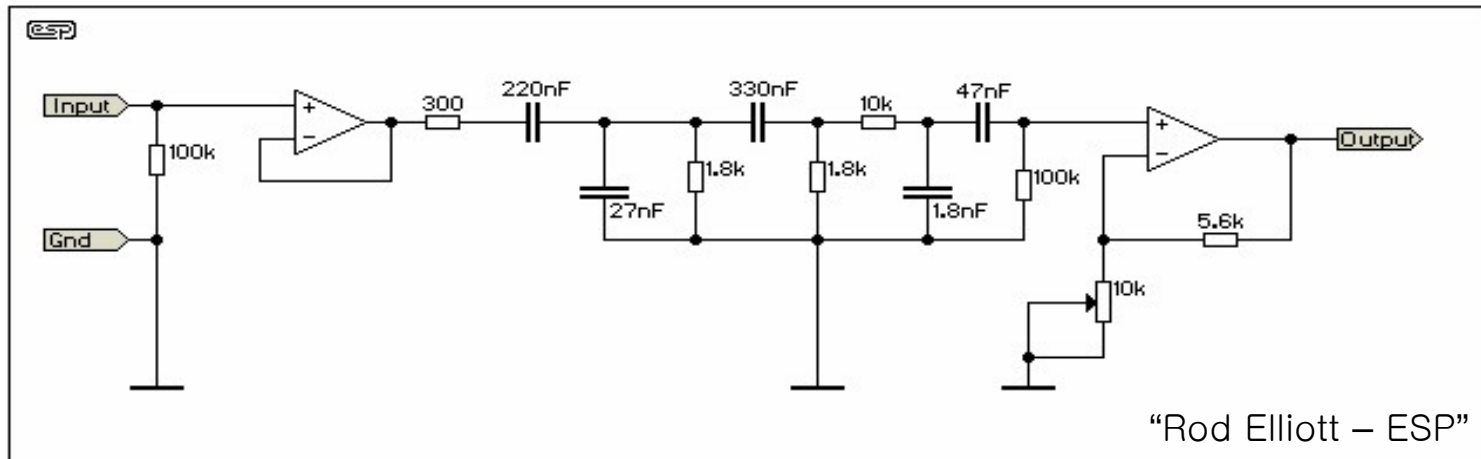 esp
220nF 330nF 47nF
Input 300 10k Output
100k 1.8k 1.8k 100k
27nF 1.8nF
Gnd 5.6k
10k
“Rod Elliott – ESP”
+
−
+
−